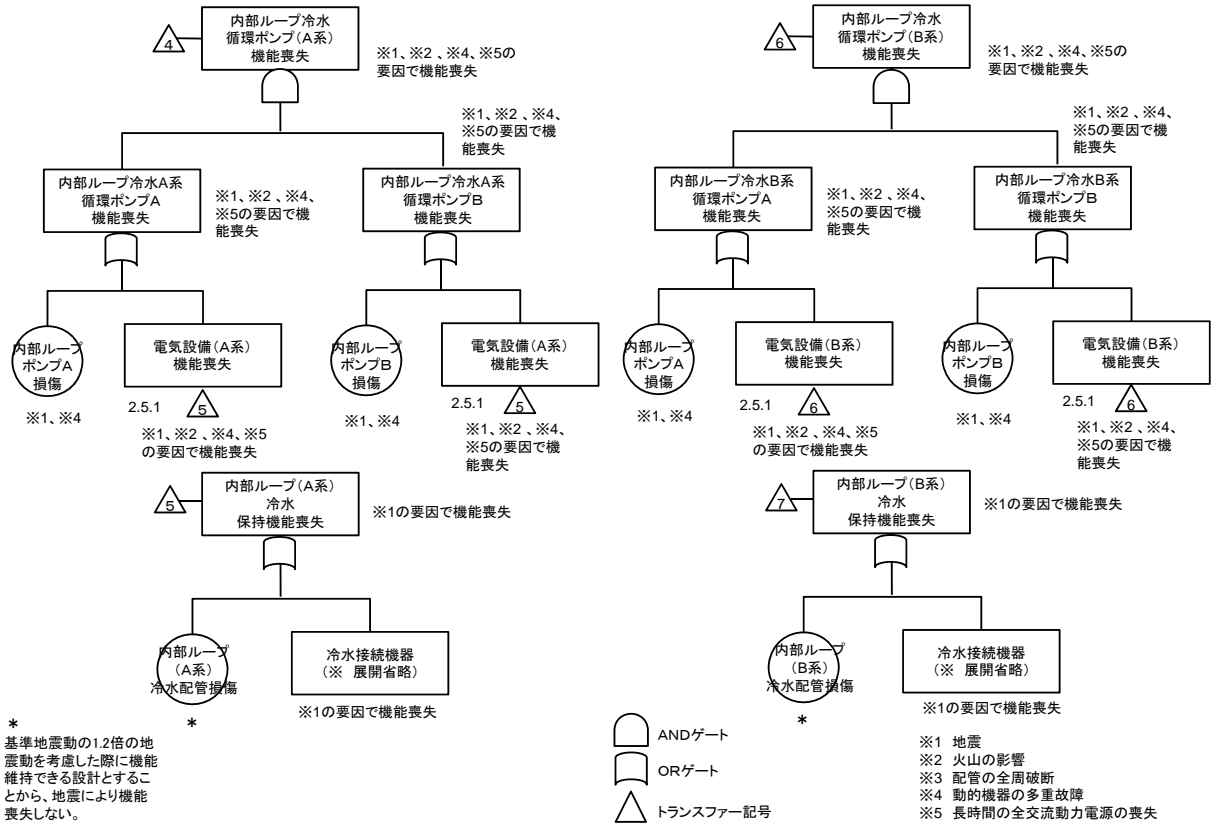 4
内部ループ冷水
循環ポンプ(A系)
機能喪失
※1、※2 、※4、※5の
要因で機能喪失
※1、※2 、※4、
※5の要因で機
能喪失
内部ループ冷水A系
循環ポンプA
機能喪失
※1、※2 、※4、
※5の要因で機
能喪失
内部ループ冷水A系
循環ポンプB
機能喪失
内部ループ
ポンプA
損傷
※1、※4
電気設備(A系)
機能喪失
2.5.1
5
※1、※2 、※4、※5
の要因で機能喪失
内部ループ
ポンプB
損傷
※1、※4
電気設備(A系)
機能喪失
2.5.1
5
※1、※2 、※4、
※5の要因で機
能喪失
6
内部ループ冷水
循環ポンプ(B系)
機能喪失
※1、※2 、※4、※5の
要因で機能喪失
※1、※2 、※4、
※5の要因で機
能喪失
内部ループ冷水B系
循環ポンプA
機能喪失
※1、※2 、※4、
※5の要因で機
能喪失
内部ループ冷水B系
循環ポンプB
機能喪失
内部ループ
ポンプA
損傷
※1、※4
電気設備(B系)
機能喪失
2.5.1
6
※1、※2 、※4、※5
の要因で機能喪失
内部ループ
ポンプB
損傷
※1、※4
電気設備(B系)
機能喪失
2.5.1
6
※1、※2 、※4、
※5の要因で機
能喪失
5
内部ループ(A系)
冷水
保持機能喪失
※1の要因で機能喪失
内部ループ
(A系)
冷水配管損傷
*
冷水接続機器
(※ 展開省略)
※1の要因で機能喪失
7
内部ループ(B系)
冷水
保持機能喪失
※1の要因で機能喪失
内部ループ
(B系)
冷水配管損傷
*
冷水接続機器
(※ 展開省略)
※1の要因で機能喪失
*
基準地震動の1.2倍の地
震動を考慮した際に機能
維持できる設計とするこ
とから、地震により機能
喪失しない。
ANDゲート
ORゲート
トランスファー記号
※1 地震
※2 火山の影響
※3 配管の全周破断
※4 動的機器の多重故障
※5 長時間の全交流動力電源の喪失